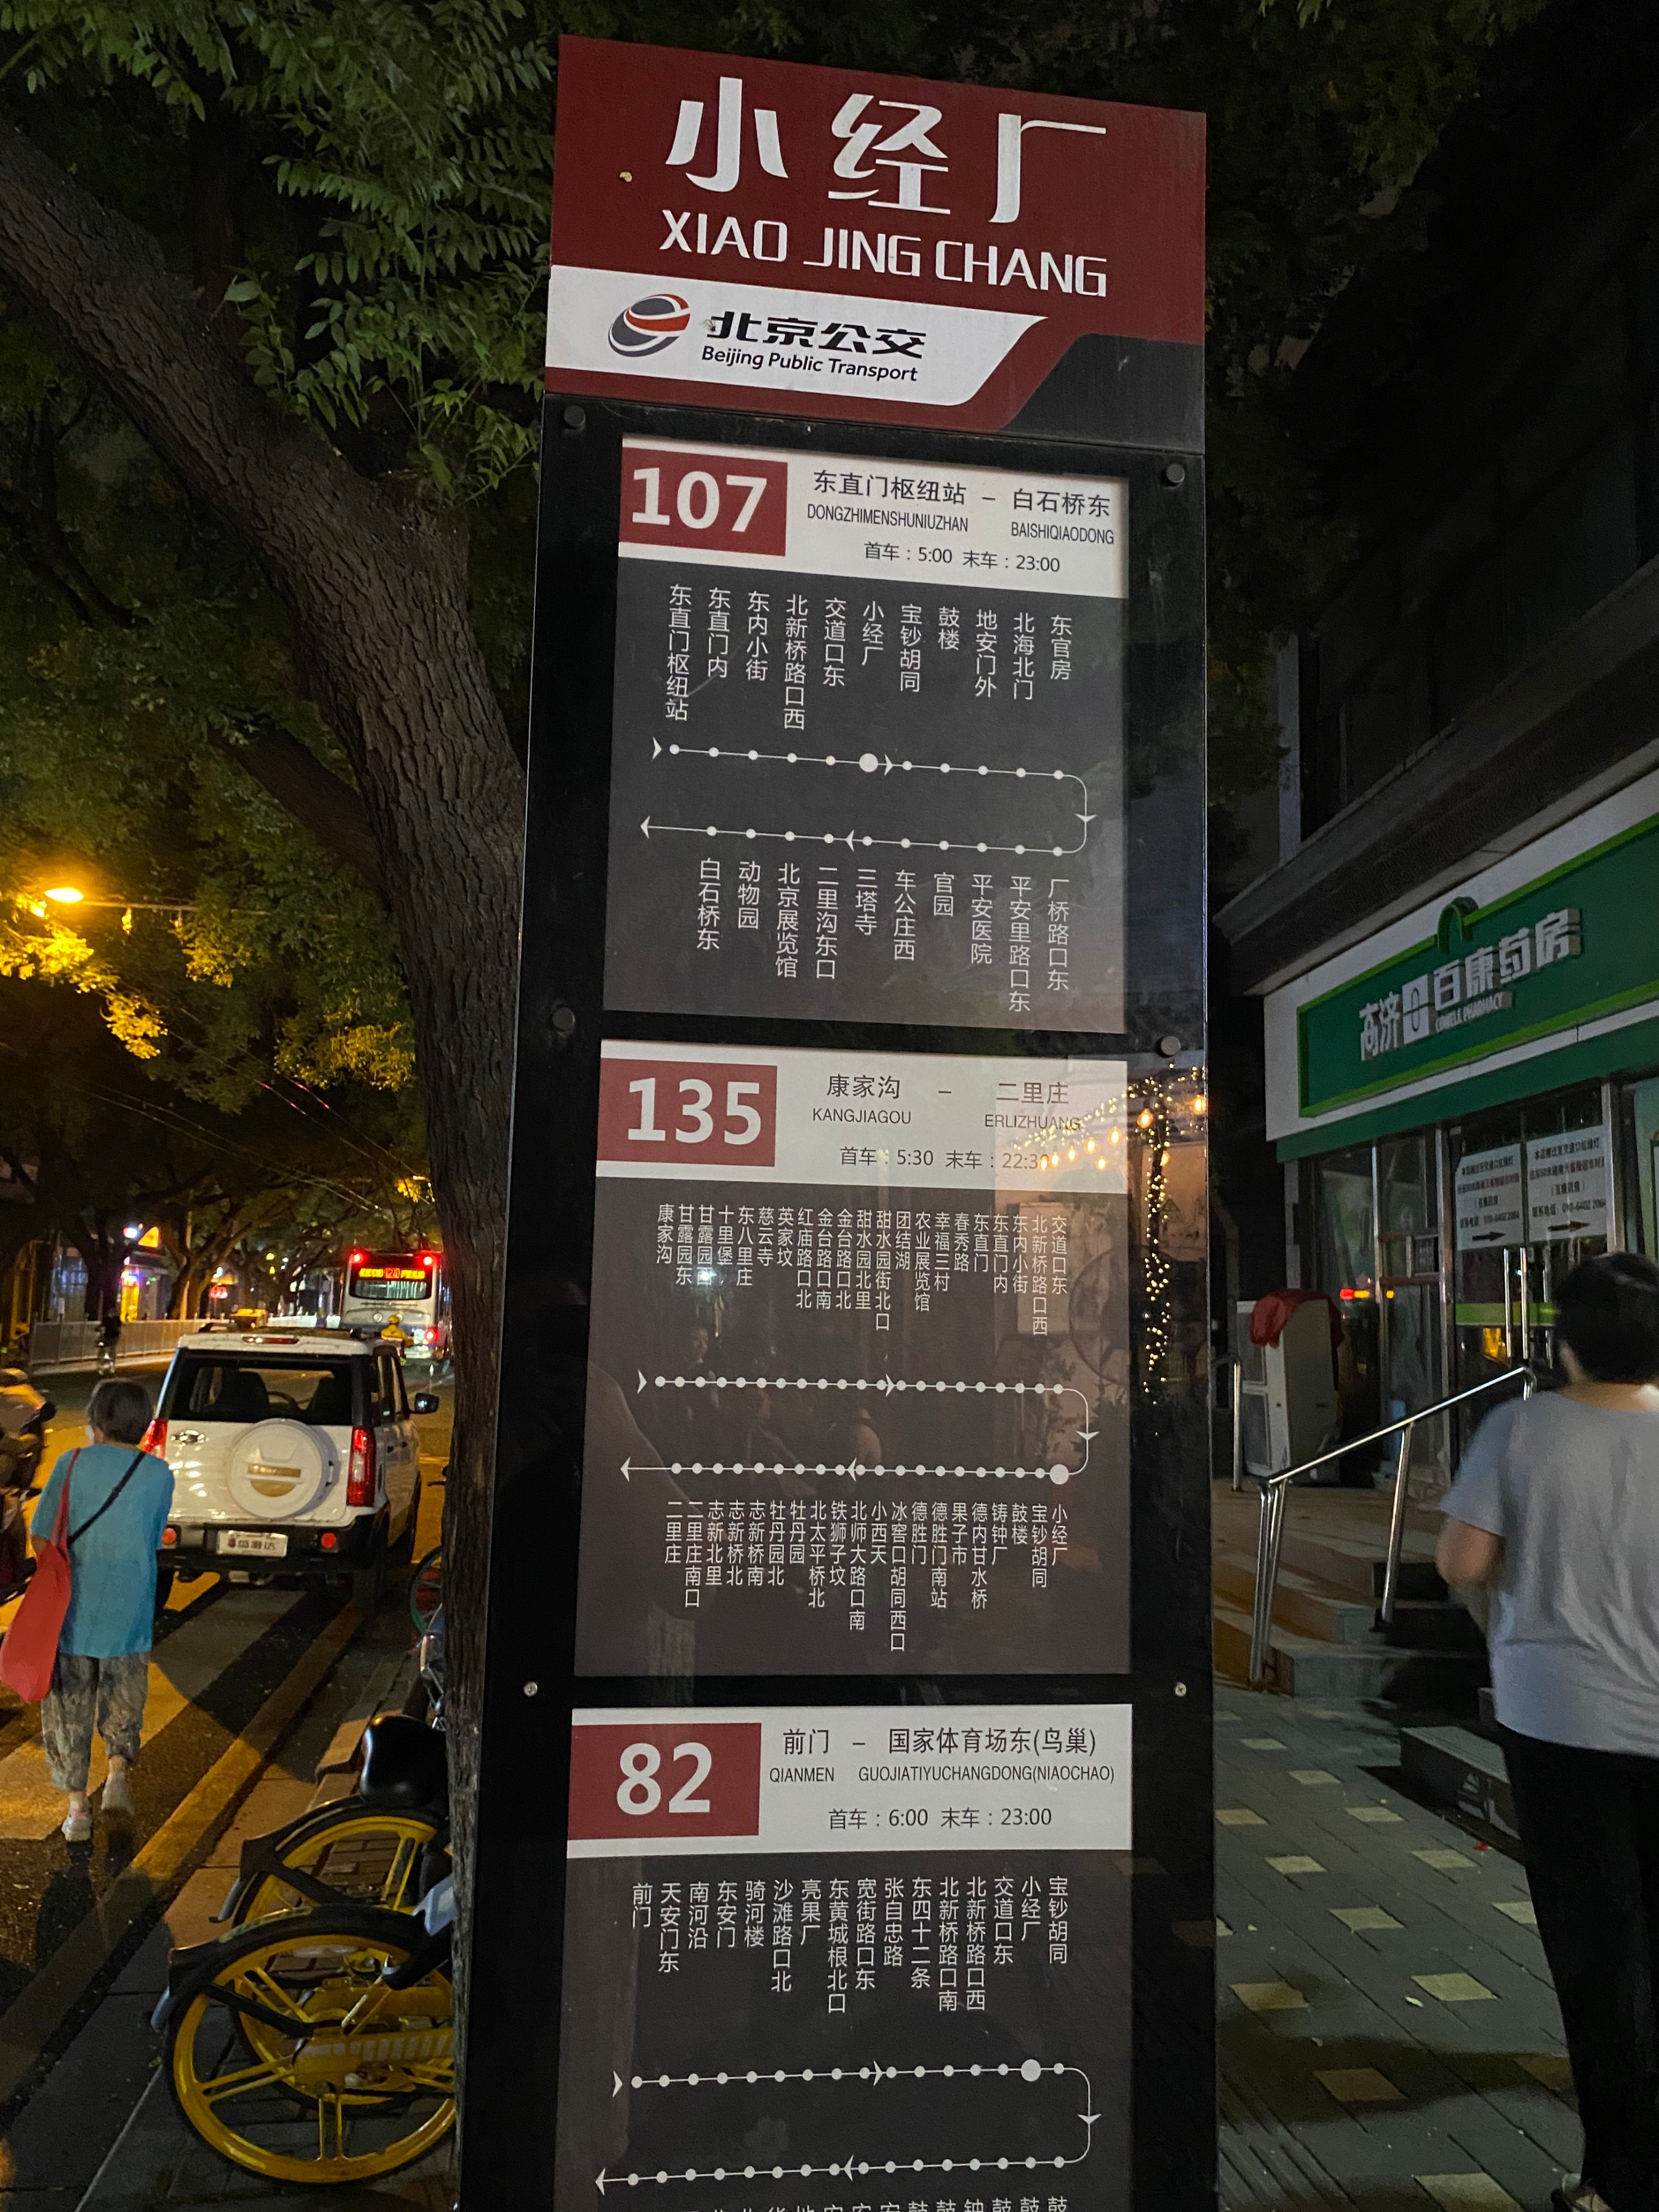 小经厂
XIAO JING CHANG
北京公交
Beijing Public Transport
107
东直门枢纽站 – 白石桥东
DONGZHIMENSHUNIUZHAN BAISHIQIAODONG
首车：5:00 末车：23:00
东直门枢纽站
东直门内
东内小街
北新桥路口西
交道口东
小经厂
宝钞胡同
鼓楼
地安门外
北海北门
东官房
白石桥东
动物园
北京展览馆
二里沟东口
三塔寺
车公庄西
官园
平安医院
平安里路口东
厂桥路口东
135
康家沟 – 二里庄
KANGJIAGOU ERLIZHUANG
首车：5:30 末车：22:30
康家沟
甘露园东
甘露园
十里堡
东八里庄
慈云寺
英家坟
红庙路口北
金台路口南
金台路口北
甜水园北里
甜水园街北口
团结湖
农业展览馆
幸福三村
春秀路
东直门
东直门内
东内小街
北新桥路口西
交道口东
二里庄
二里庄南口
志新北里
志新桥北
志新桥南
牡丹园北
牡丹园
北太平桥北
铁狮子坟
北师大路口南
小西天
冰窖口胡同西口
德胜门
德胜门南站
果子市
德内甘水桥
铸钟厂
鼓楼
宝钞胡同
小经厂
82
前门 – 国家体育场东(鸟巢)
QIANMEN GUOJIATIYUCHANGDONG(NIAOCHAO)
首车：6:00 末车：23:00
前门
天安门东
南河沿
东安门
骑河楼
沙滩路口北
亮果厂
东黄城根北口
宽街路口东
张自忠路
东四十二条
北新桥路口南
北新桥路口西
交道口东
小经厂
宝钞胡同
高济百康药房
COWELL PHARMACY